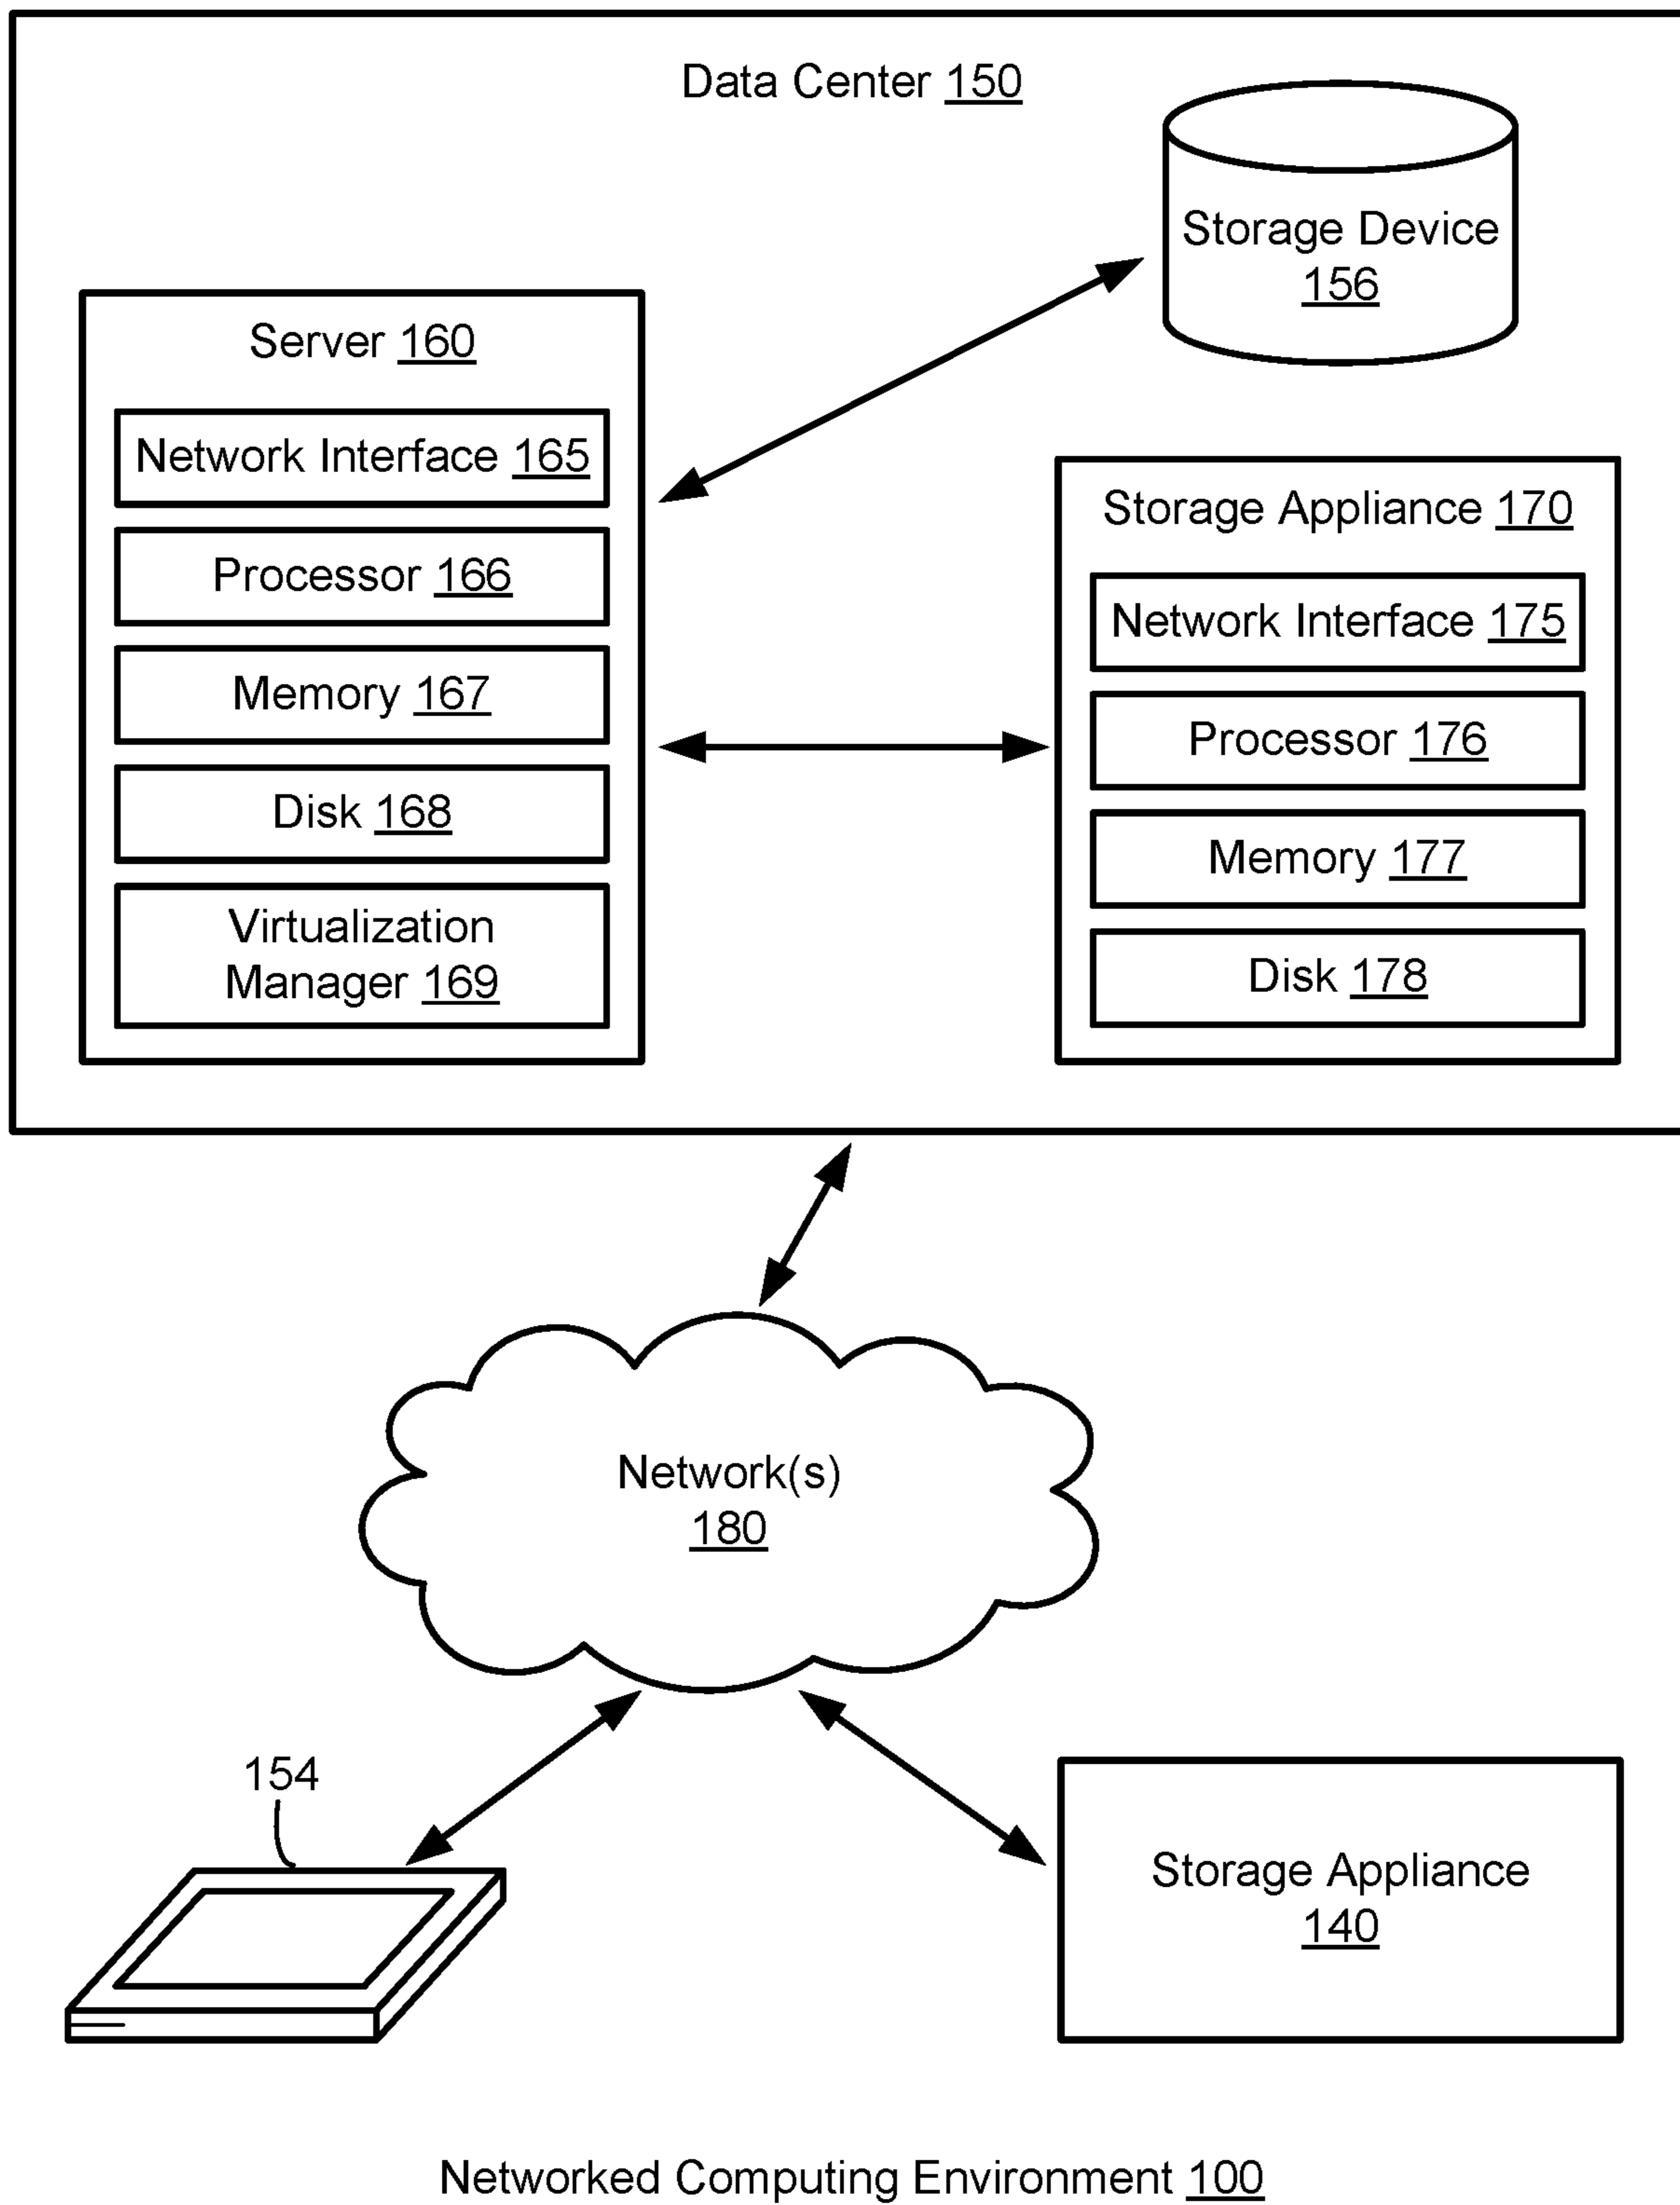 Data Center 150
Storage Device
156
Server 160
Network Interface 165
Processor 166
Memory 167
Disk 168
Virtualization
Manager 169
Storage Appliance 170
Network Interface 175
Processor 176
Memory 177
Disk 178
Network(s)
180
154
Storage Appliance
140
Networked Computing Environment 100